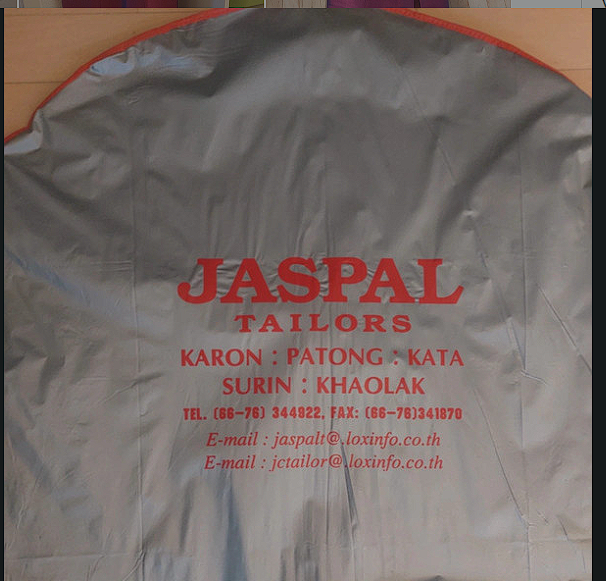 JASPAL
TAILORS
KARON : PATONG : KATA
SURIN : KHAOLAK
TEL. (66-76) 344822, FAX: (66-76)341870
E-mail : jaspalt@.loxinfo.co.th
E-mail : jctailor@.loxinfo.co.th